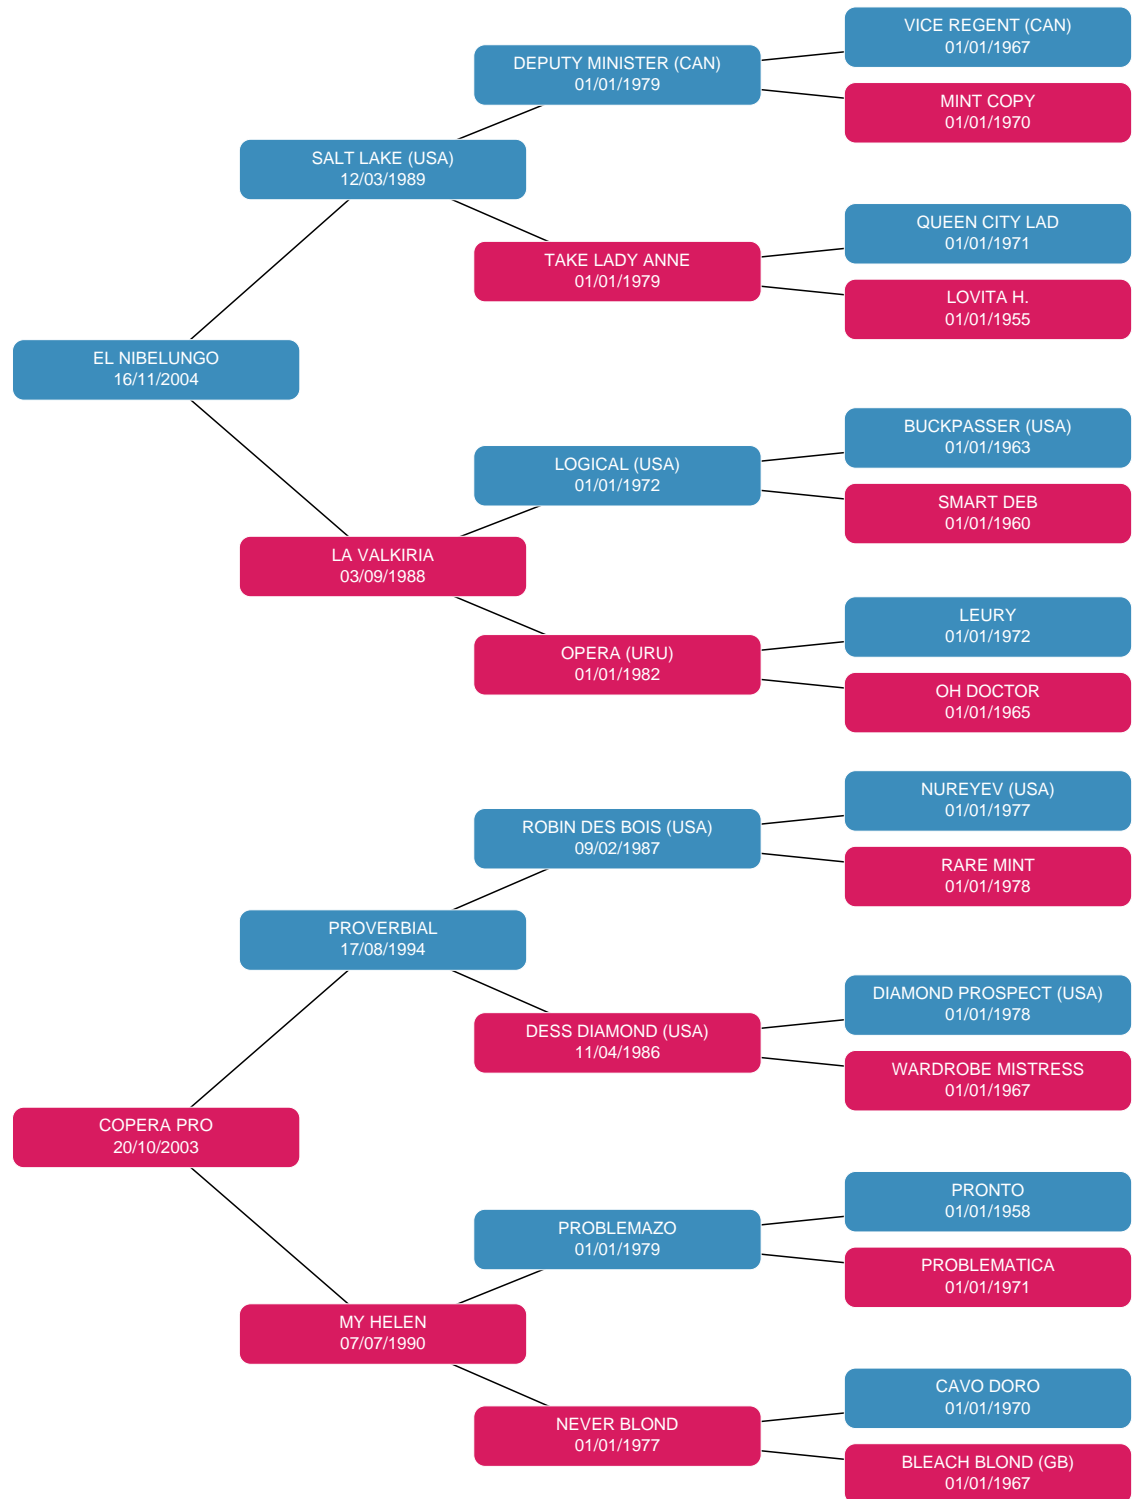 VICE REGENT (CAN)
01/01/1967
DEPUTY MINISTER (CAN)
01/01/1979
MINT COPY
01/01/1970
SALT LAKE (USA)
12/03/1989
QUEEN CITY LAD
01/01/1971
TAKE LADY ANNE
01/01/1979
LOVITA H.
01/01/1955
EL NIBELUNGO
16/11/2004
BUCKPASSER (USA)
01/01/1963
LOGICAL (USA)
01/01/1972
SMART DEB
01/01/1960
LA VALKIRIA
03/09/1988
LEURY
01/01/1972
OPERA (URU)
01/01/1982
OH DOCTOR
01/01/1965
NUREYEV (USA)
01/01/1977
ROBIN DES BOIS (USA)
09/02/1987
RARE MINT
01/01/1978
PROVERBIAL
17/08/1994
DIAMOND PROSPECT (USA)
01/01/1978
DESS DIAMOND (USA)
11/04/1986
WARDROBE MISTRESS
01/01/1967
COPERA PRO
20/10/2003
PRONTO
01/01/1958
PROBLEMAZO
01/01/1979
PROBLEMATICA
01/01/1971
MY HELEN
07/07/1990
CAVO DORO
01/01/1970
NEVER BLOND
01/01/1977
BLEACH BLOND (GB)
01/01/1967